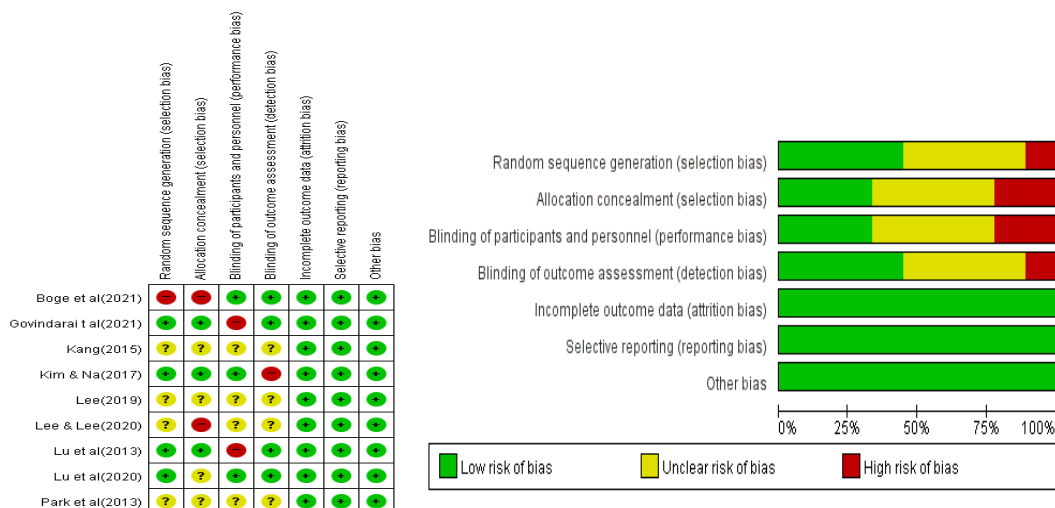 Random sequence generation (selection bias)
Allocation concealment (selection bias)
Blinding of participants and personnel (performance bias)
Blinding of outcome assessment (detection bias)
Incomplete outcome data (attrition bias)
Selective reporting (reporting bias)
Other bias
Boge et al(2021) − − + + + + +
Govindarai t al(2021) + + − + + + +
Kang(2015) ? ? ? ? + + +
Kim & Na(2017) + + + − + + +
Lee(2019) ? ? ? ? + + +
Lee & Lee(2020) ? − ? ? + + +
Lu et al(2013) + + − + + + +
Lu et al(2020) + ? + + + + +
Park et al(2013) ? ? ? ? + + +
Random sequence generation (selection bias)
Allocation concealment (selection bias)
Blinding of participants and personnel (performance bias)
Blinding of outcome assessment (detection bias)
Incomplete outcome data (attrition bias)
Selective reporting (reporting bias)
Other bias
0% 25% 50% 75% 100%
Low risk of bias Unclear risk of bias High risk of bias